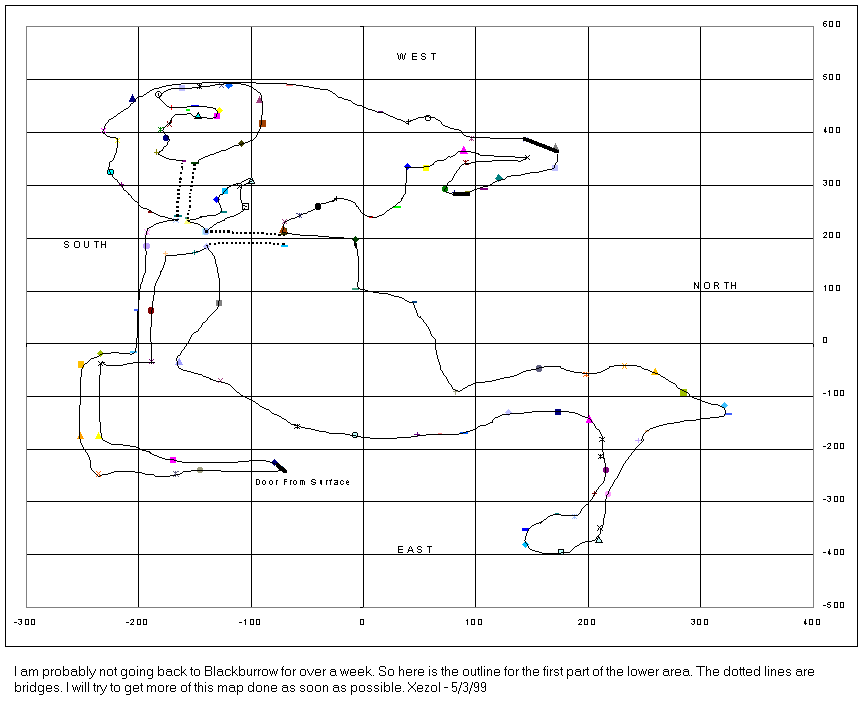 600
WEST
500
400
300
SOUTH
200
NORTH
100
0
-100
-200
Door From Surface
-300
EAST
-400
-500
-300 -200 -100 0 100 200 300 400
I am probably not going back to Blackburrow for over a week. So here is the outline for the first part of the lower area. The dotted lines are
bridges. I will try to get more of this map done as soon as possible. Xezol - 5/3/99